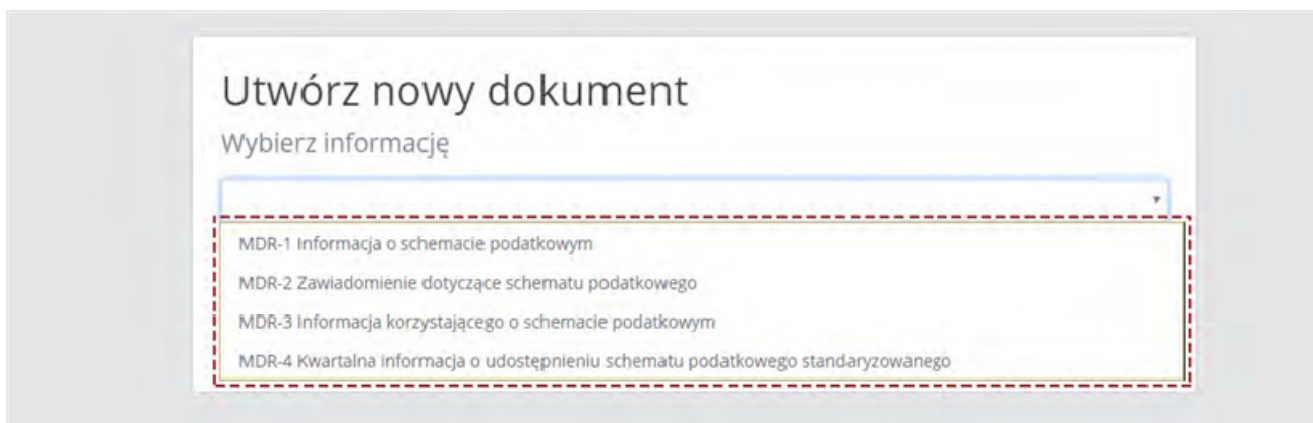 Utwórz nowy dokument
Wybierz informację
MDR-1 Informacja o schemacie podatkowym
MDR-2 Zawiadomienie dotyczące schematu podatkowego
MDR-3 Informacja korzystającego o schemacie podatkowym
MDR-4 Kwartalna informacja o udostępnieniu schematu podatkowego standaryzowanego